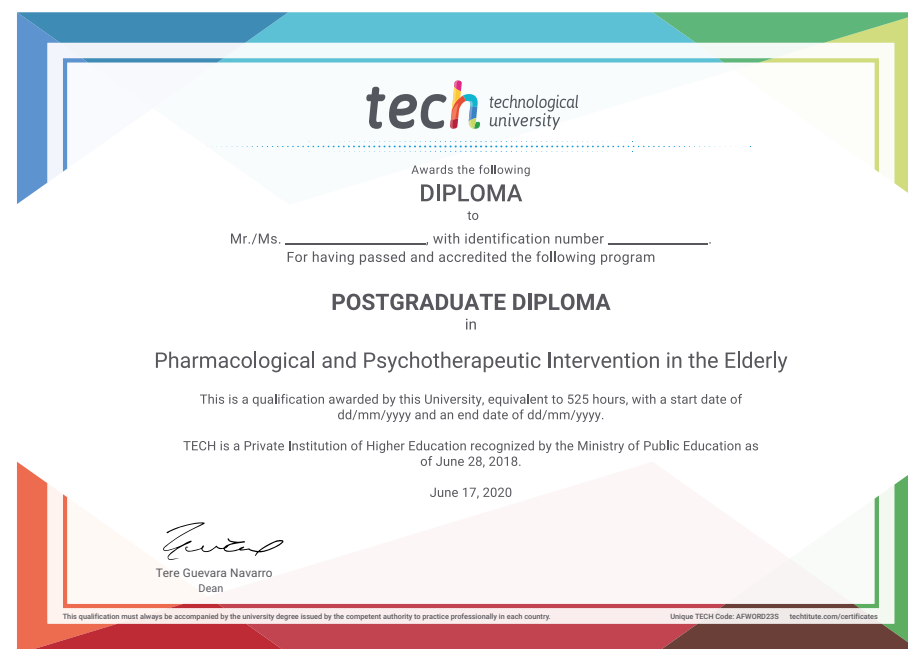 tech technological
university
Awards the following
DIPLOMA
to
Mr./Ms. ____________________, with identification number ______________.
For having passed and accredited the following program
POSTGRADUATE DIPLOMA
in
Pharmacological and Psychotherapeutic Intervention in the Elderly
This is a qualification awarded by this University, equivalent to 525 hours, with a start date of
dd/mm/yyyy and an end date of dd/mm/yyyy.
TECH is a Private Institution of Higher Education recognized by the Ministry of Public Education as
of June 28, 2018.
June 17, 2020
Tere Guevara Navarro
Dean
This qualification must always be accompanied by the university degree issued by the competent authority to practice professionally in each country. Unique TECH Code: AFWORD23S techtitute.com/certificates